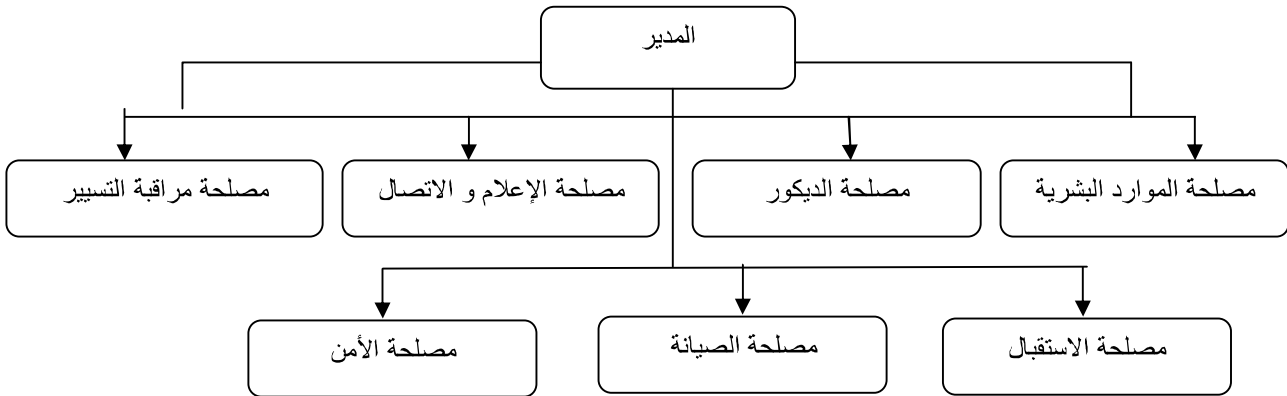 المدير
مصلحة الموارد البشرية
مصلحة الديكور
مصلحة الإعلام و الاتصال
مصلحة مراقبة التسيير
مصلحة الاستقبال
مصلحة الصيانة
مصلحة الأمن